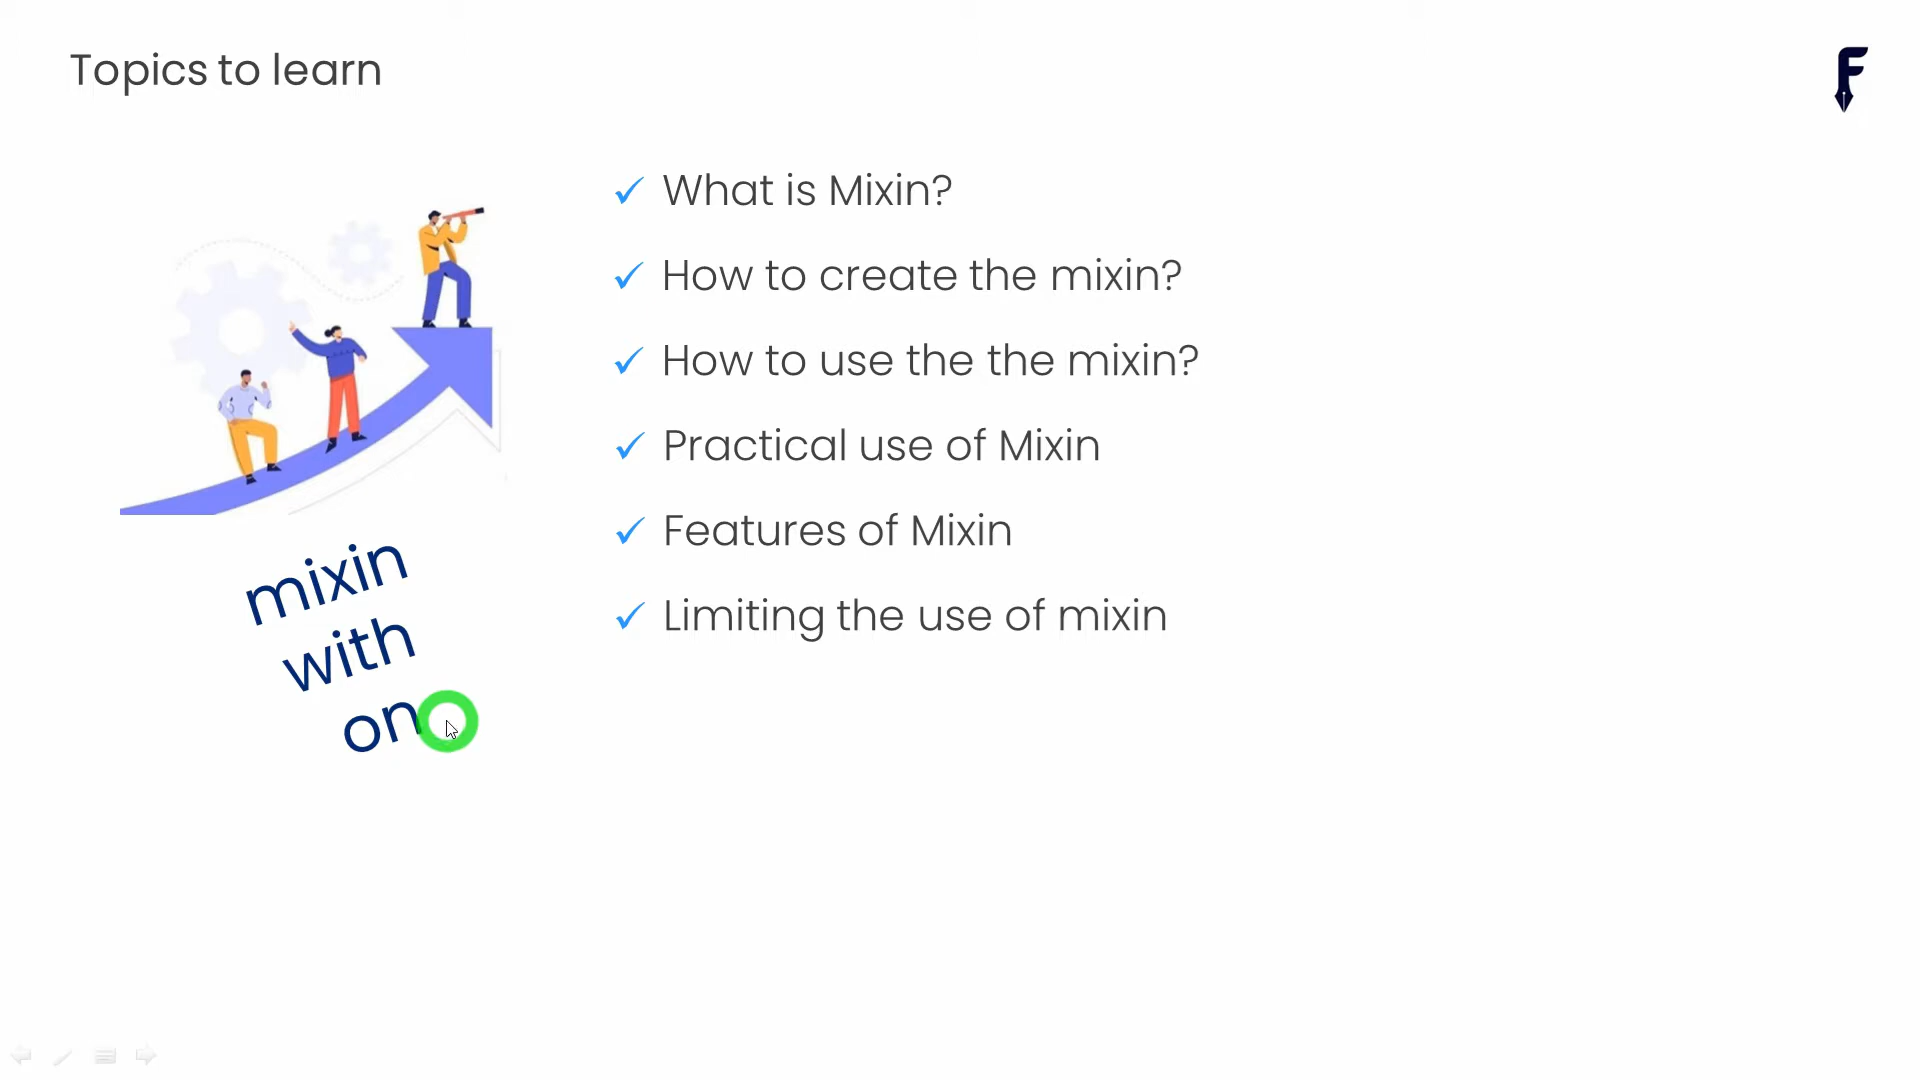 Topics to learn
What is Mixin?
How to create the mixin?
How to use the the mixin?
Practical use of Mixin
Features of Mixin
Limiting the use of mixin
mixin
with
on
F